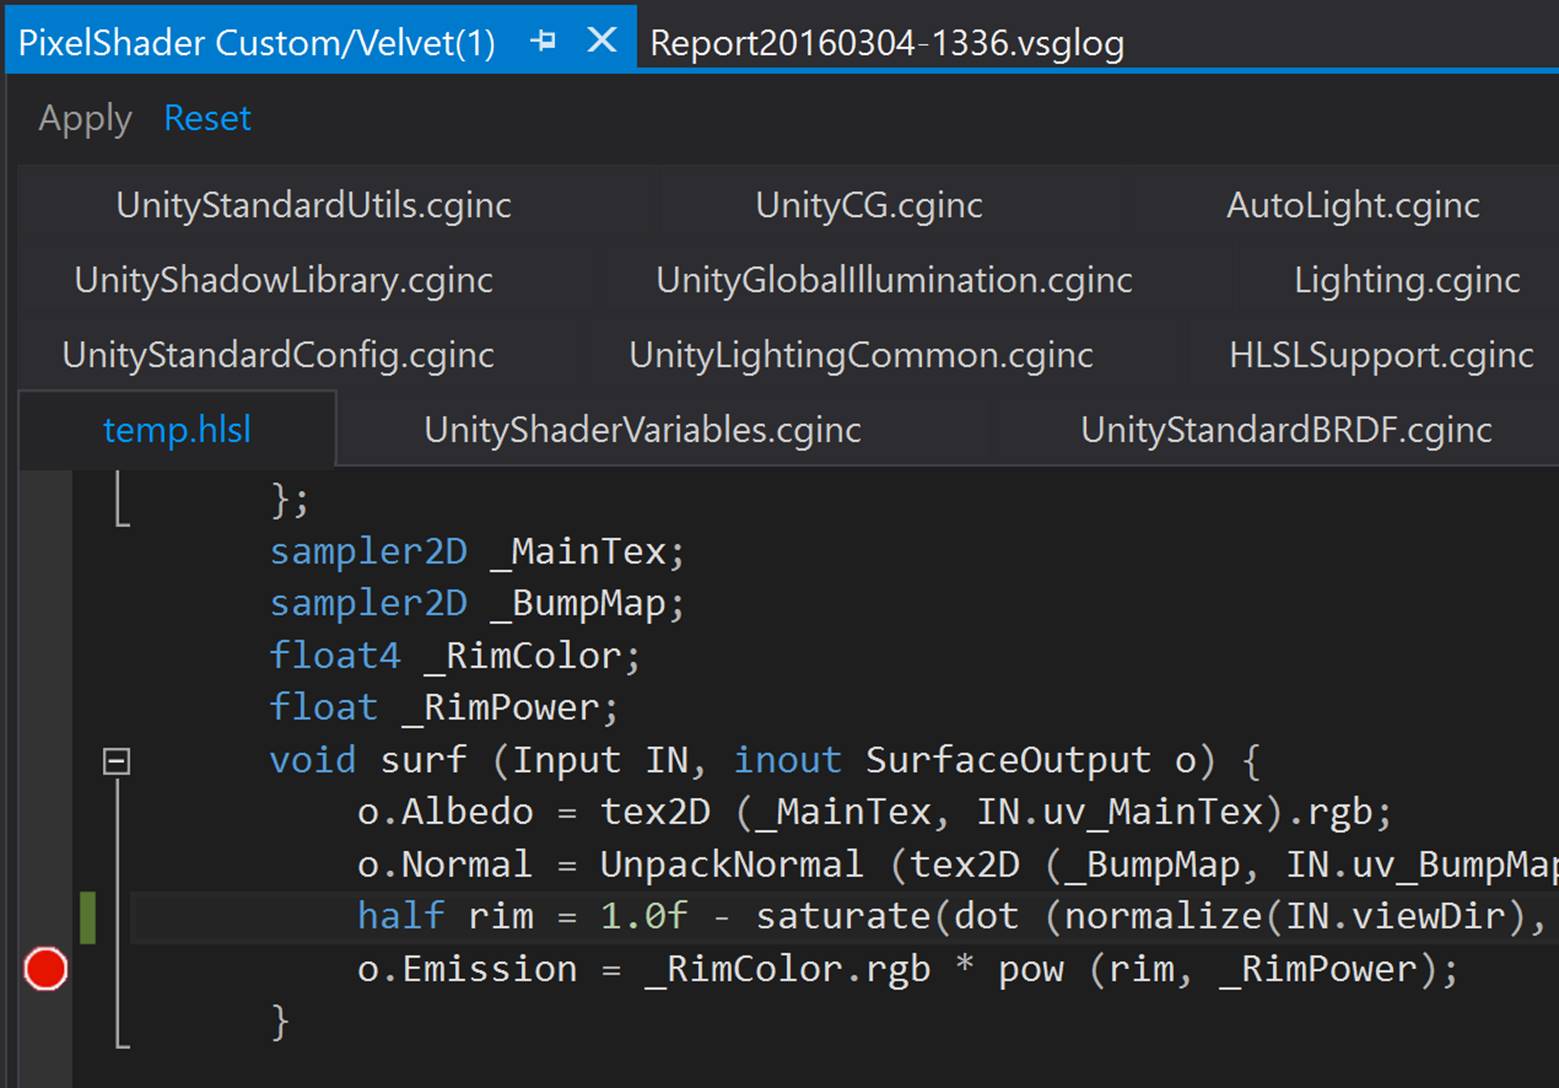 PixelShader Custom/Velvet(1) Report20160304-1336.vsglog
Apply Reset
UnityStandardUtils.cginc UnityCG.cginc AutoLight.cginc
UnityShadowLibrary.cginc UnityGlobalIllumination.cginc Lighting.cginc
UnityStandardConfig.cginc UnityLightingCommon.cginc HLSLSupport.cginc
temp.hlsl UnityShaderVariables.cginc UnityStandardBRDF.cginc
};
sampler2D _MainTex;
sampler2D _BumpMap;
float4 _RimColor;
float _RimPower;
void surf (Input IN, inout SurfaceOutput o) {
o.Albedo = tex2D (_MainTex, IN.uv_MainTex).rgb;
o.Normal = UnpackNormal (tex2D (_BumpMap, IN.uv_BumpMap
half rim = 1.0f - saturate(dot (normalize(IN.viewDir),
o.Emission = _RimColor.rgb * pow (rim, _RimPower);
}